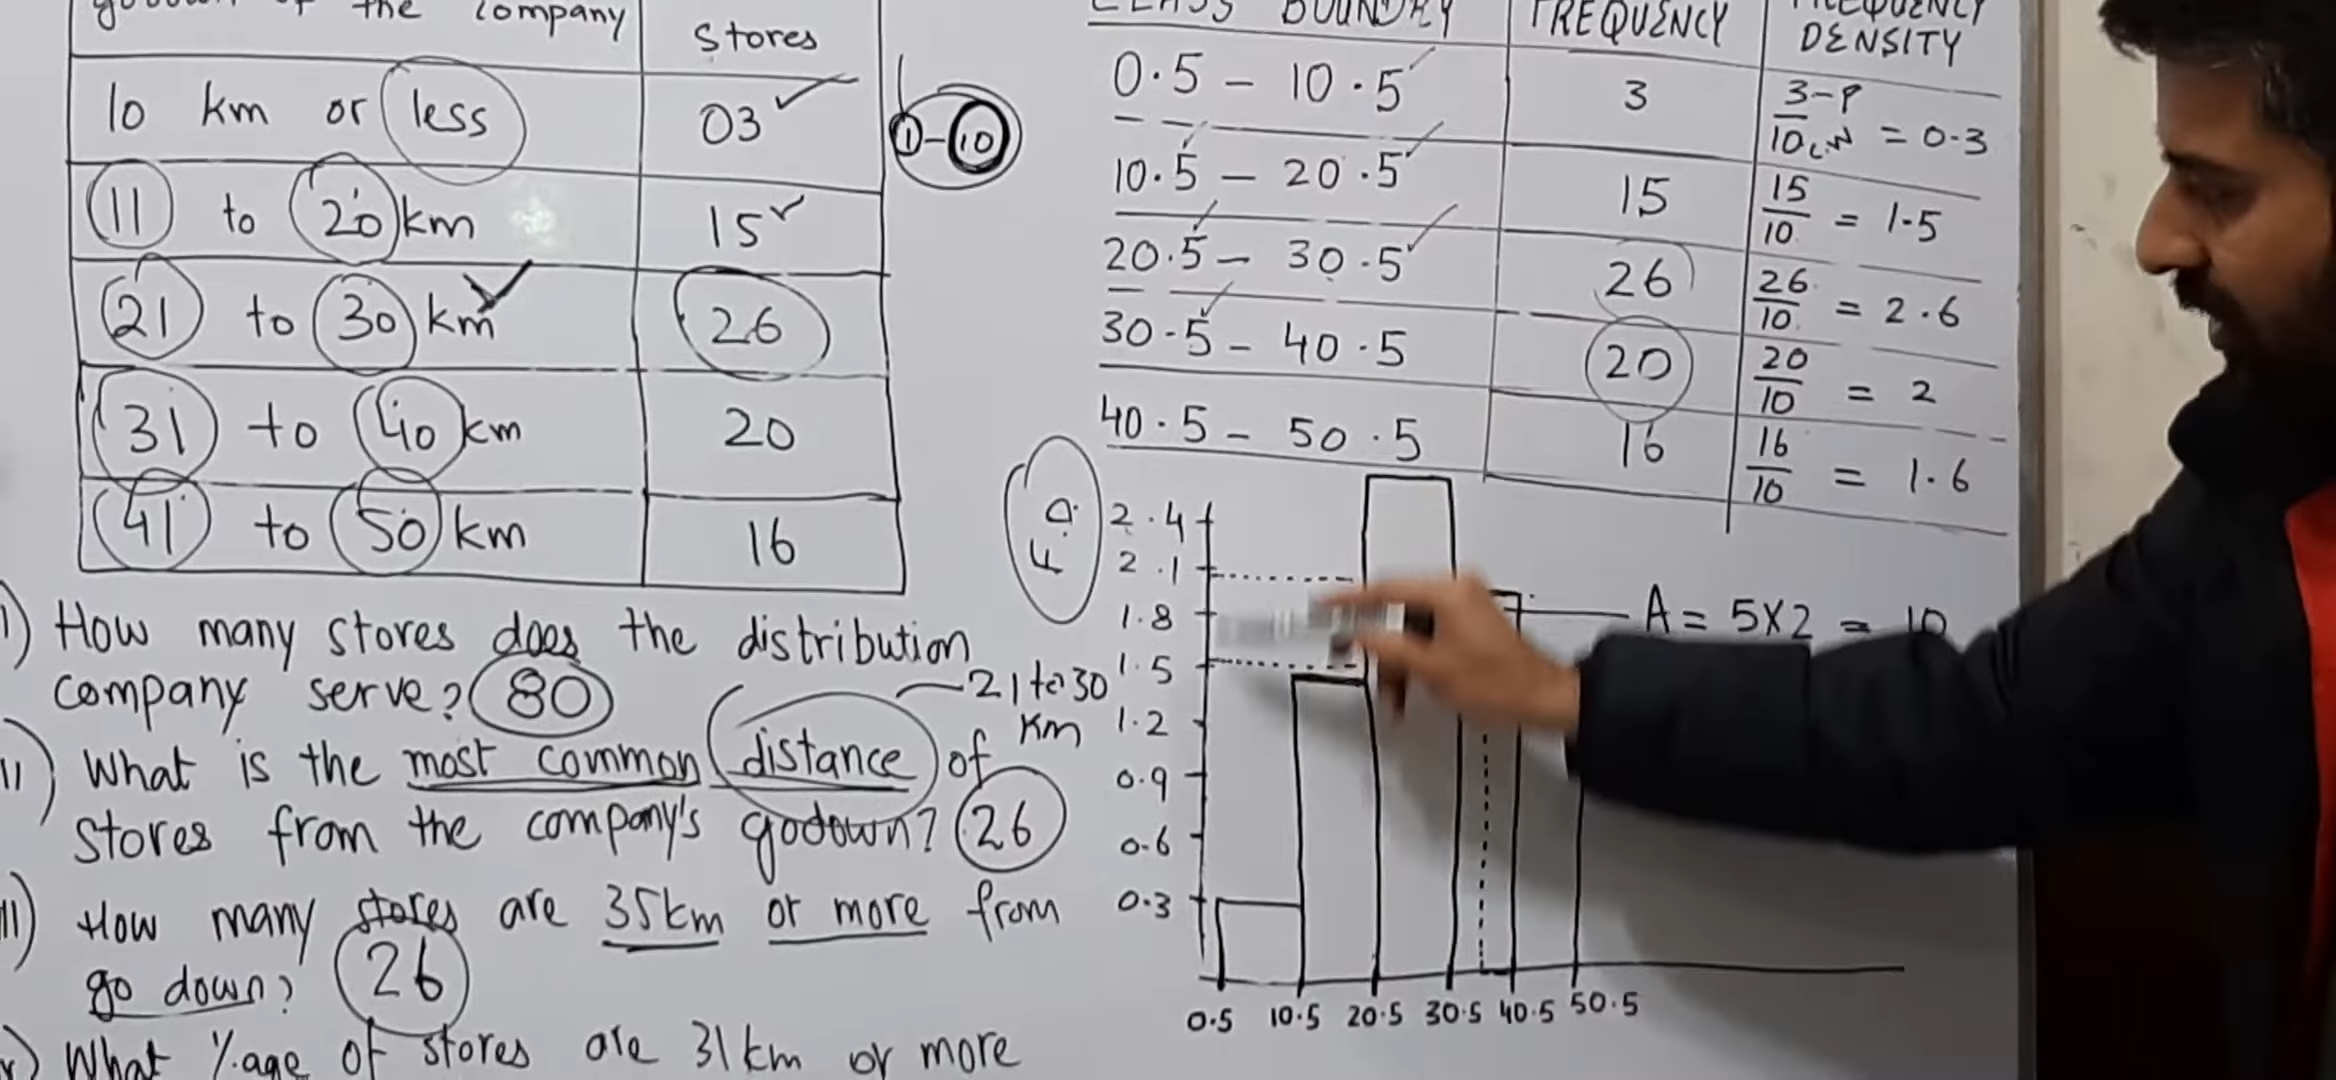 godown of the company
Stores
10 km or less
03
1-10
11 to 20 km
15
21 to 30 km
26
31 to 40 km
20
41 to 50 km
16
CLASS BOUNDRY
FREQUENCY
FREQUENCY DENSITY
0.5 - 10.5
3
3-P
10 C.W = 0.3
10.5 - 20.5
15
15
10 = 1.5
20.5 - 30.5
26
26
10 = 2.6
30.5 - 40.5
20
20
10 = 2
40.5 - 50.5
16
16
10 = 1.6
I) How many stores does the distribution
company serve? 80
II) What is the most common distance of
21 to 30
km
stores from the company's godown? 26
III) How many stores are 35km or more from
go down? 26
What %age of stores are 31km or more
2.4
2.1
1.8
1.5
1.2
0.9
0.6
0.3
A = 5X2 = 10
0.5 10.5 20.5 30.5 40.5 50.5